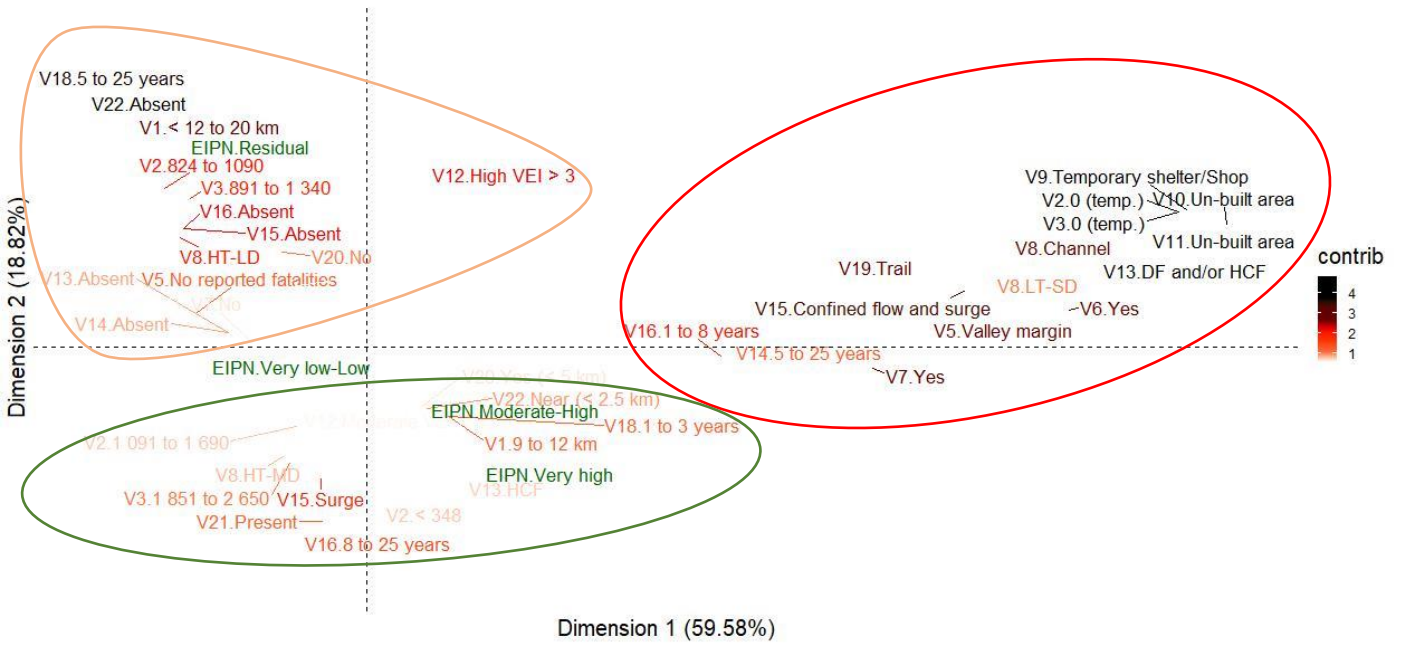 V18.5 to 25 years
V22.Absent
V1.< 12 to 20 km
EIPN.Residual
V2.824 to 1090
V3.891 to 1 340
V16.Absent
V15.Absent
V8.HT-LD
V20.No
V13.Absent
V5.No reported fatalities
V14.Absent
V12.High VEI > 3
V9.Temporary shelter/Shop
V2.0 (temp.)
V10.Un-built area
V3.0 (temp.)
V11.Un-built area
V8.Channel
V13.DF and/or HCF
V19.Trail
V8.LT-SD
V15.Confined flow and surge
V6.Yes
V16.1 to 8 years
V5.Valley margin
V14.5 to 25 years
V7.Yes
EIPN.Very low-Low
V20.Yes (< 5 km)
V22.Near (< 2.5 km)
EIPN.Moderate-High
V18.1 to 3 years
V2.1 091 to 1 690
V1.9 to 12 km
V8.HT-MD
EIPN.Very high
V13.HCF
V3.1 851 to 2 650
V15.Surge
V21.Present
V2.< 348
V16.8 to 25 years
Dimension 2 (18.82%)
Dimension 1 (59.58%)
contrib
4
3
2
1